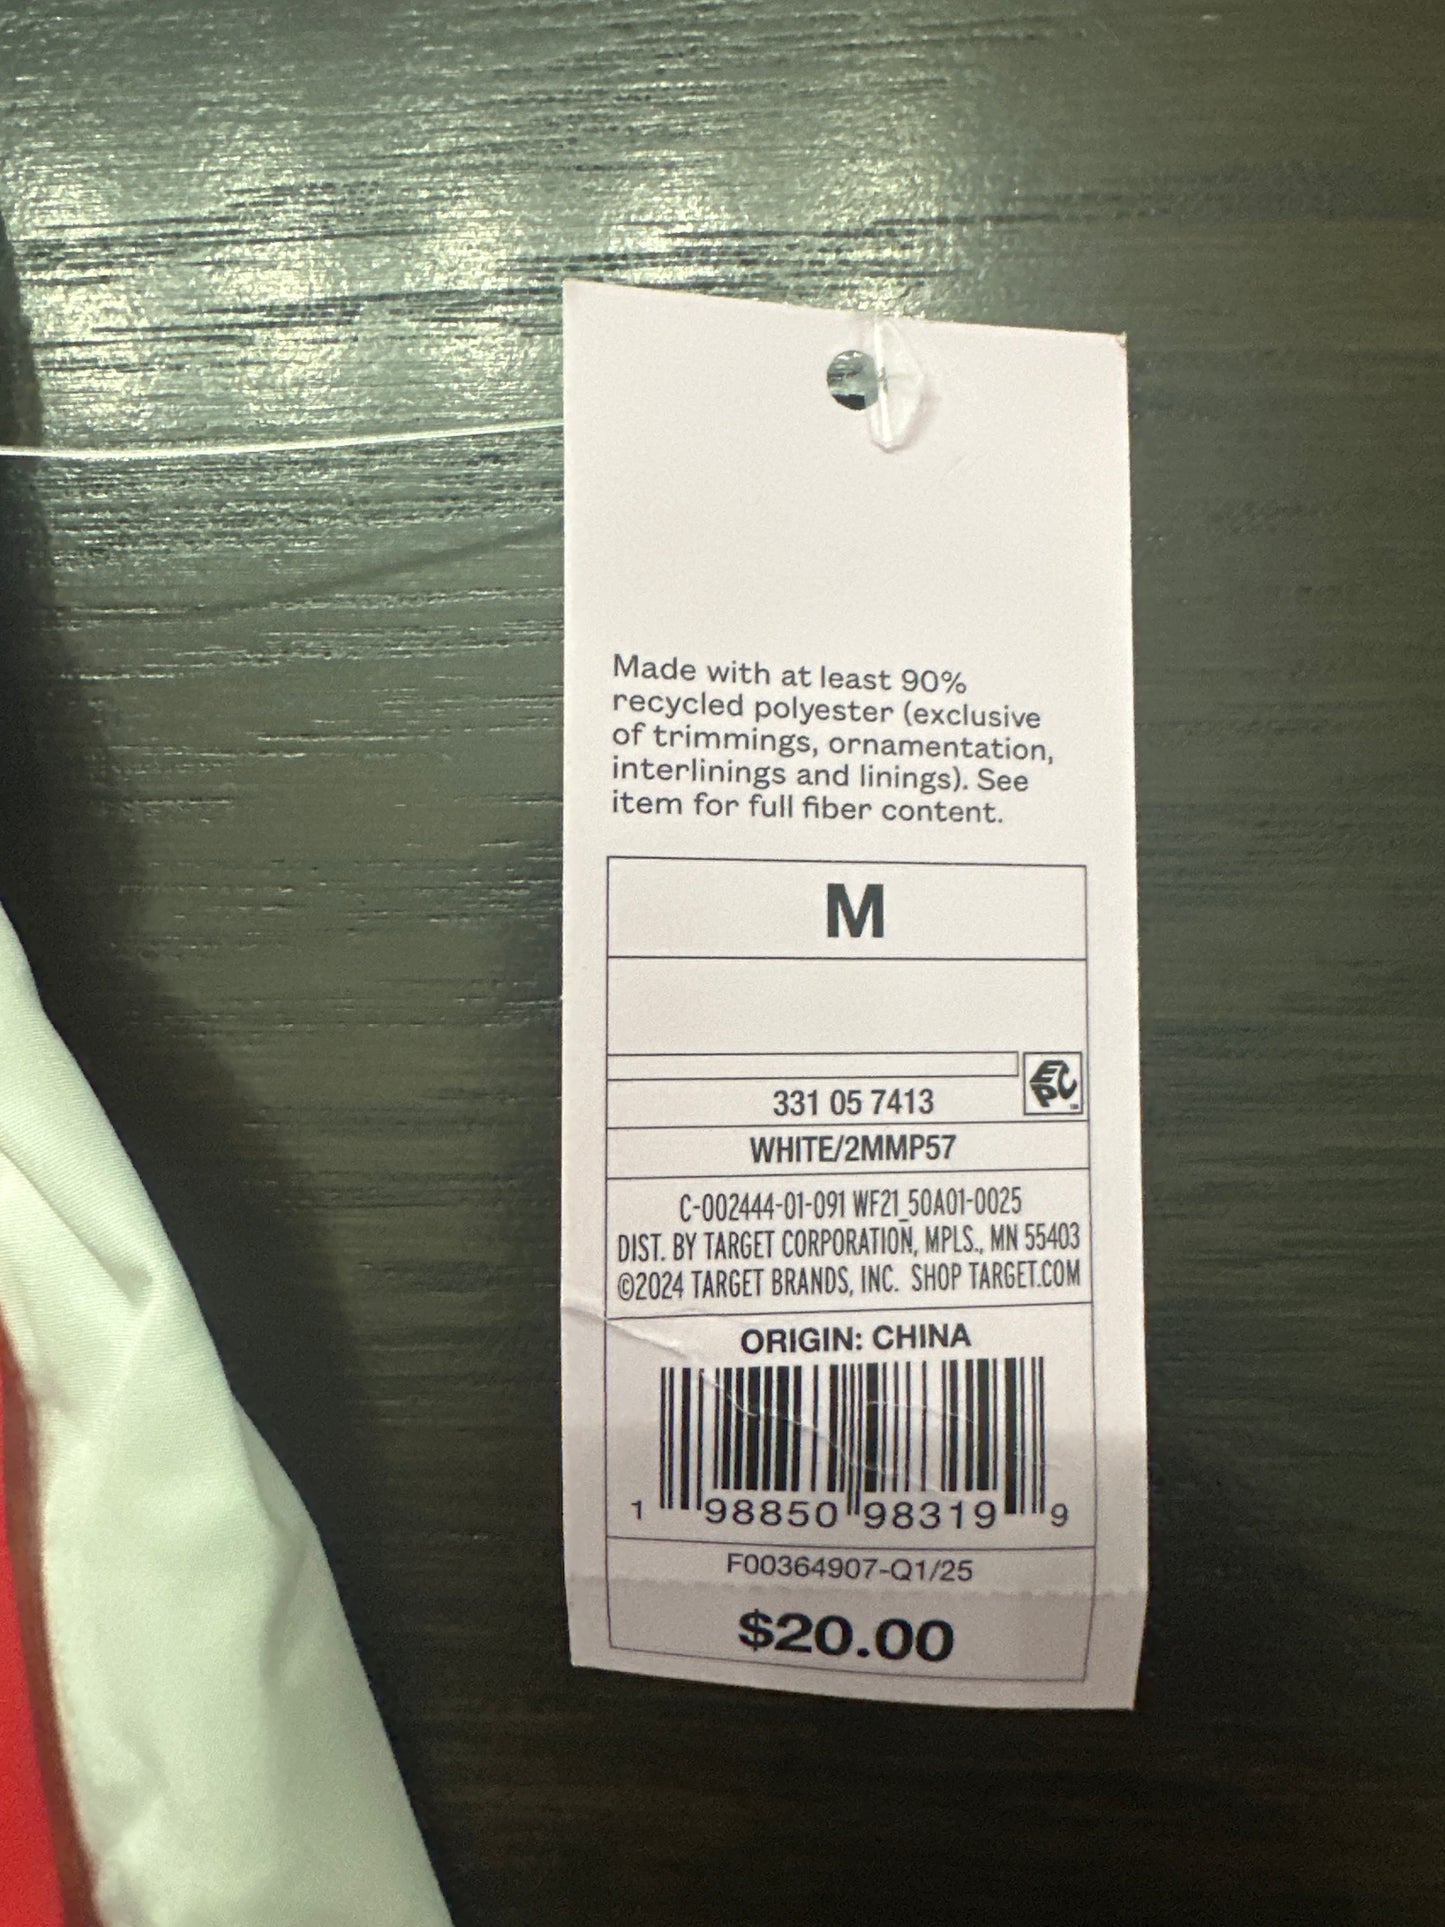 Made with at least 90%
recycled polyester (exclusive
of trimmings, ornamentation,
interlinings and linings). See
item for full fiber content.
M
EPC
331 05 7413
WHITE/2MMP57
C-002444-01-091 WF21_50A01-0025
DIST. BY TARGET CORPORATION, MPLS., MN 55403
©2024 TARGET BRANDS, INC. SHOP TARGET.COM
ORIGIN: CHINA
1 98850 98319 9
F00364907-Q1/25
$20.00